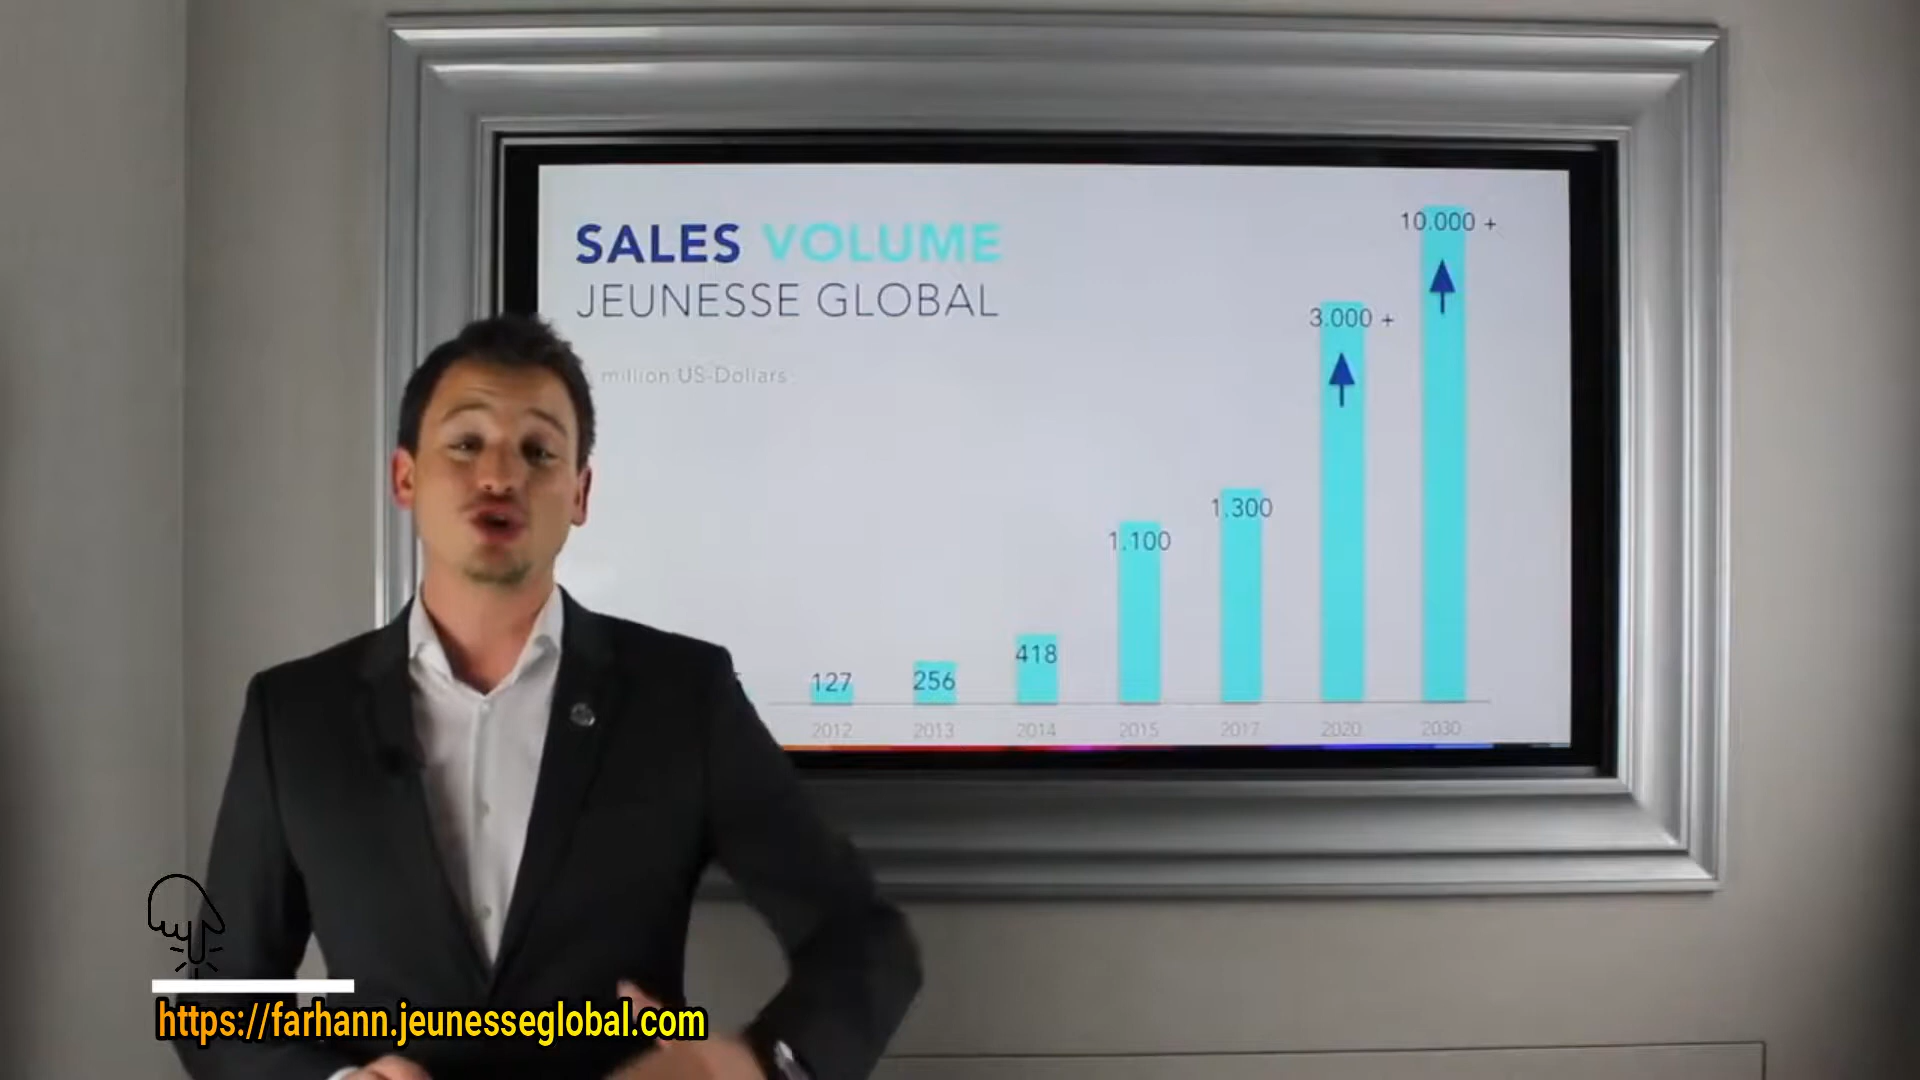 SALES VOLUME
JEUNESSE GLOBAL
million US-Dollars
10.000 +
3.000 +
1.300
1.100
418
256
127
2012 2013 2014 2015 2017 2020 2030
https://farhann.jeunesseglobal.com